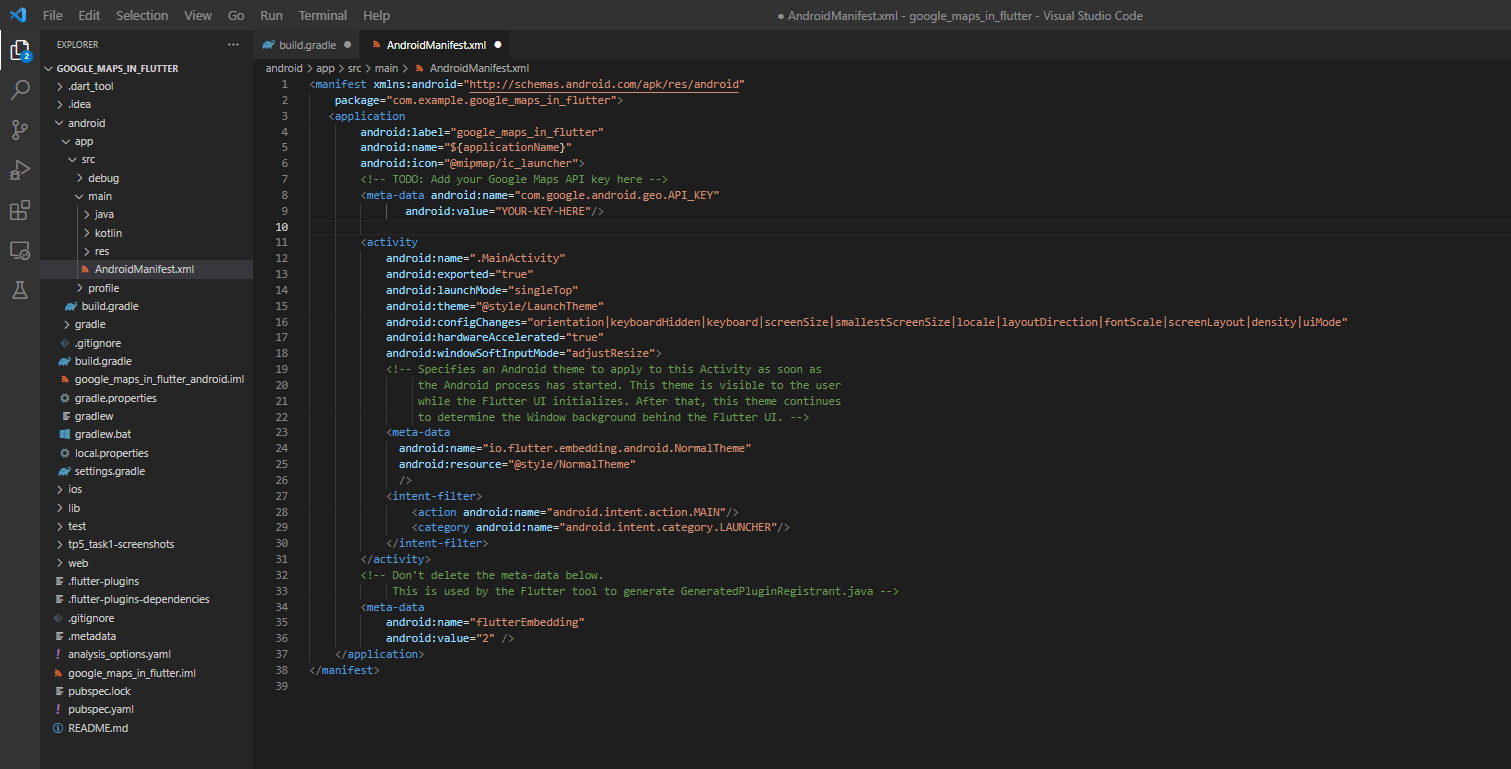 File Edit Selection View Go Run Terminal Help
● AndroidManifest.xml - google_maps_in_flutter - Visual Studio Code
2
EXPLORER ...
GOOGLE_MAPS_IN_FLUTTER
.dart_tool
.idea
android
app
src
debug
main
java
kotlin
res
AndroidManifest.xml
profile
build.gradle
gradle
.gitignore
build.gradle
google_maps_in_flutter_android.iml
gradle.properties
gradlew
gradlew.bat
local.properties
settings.gradle
ios
lib
test
tp5_task1-screenshots
web
.flutter-plugins
.flutter-plugins-dependencies
.gitignore
.metadata
! analysis_options.yaml
google_maps_in_flutter.iml
pubspec.lock
! pubspec.yaml
README.md
build.gradle ● AndroidManifest.xml ●
android > app > src > main > AndroidManifest.xml
1 <manifest xmlns:android="http://schemas.android.com/apk/res/android"
2 package="com.example.google_maps_in_flutter">
3 <application
4 android:label="google_maps_in_flutter"
5 android:name="${applicationName}"
6 android:icon="@mipmap/ic_launcher">
7 <!-- TODO: Add your Google Maps API key here -->
8 <meta-data android:name="com.google.android.geo.API_KEY"
9 android:value="YOUR-KEY-HERE"/>
10
11 <activity
12 android:name=".MainActivity"
13 android:exported="true"
14 android:launchMode="singleTop"
15 android:theme="@style/LaunchTheme"
16 android:configChanges="orientation|keyboardHidden|keyboard|screenSize|smallestScreenSize|locale|layoutDirection|fontScale|screenLayout|density|uiMode"
17 android:hardwareAccelerated="true"
18 android:windowSoftInputMode="adjustResize">
19 <!-- Specifies an Android theme to apply to this Activity as soon as
20 the Android process has started. This theme is visible to the user
21 while the Flutter UI initializes. After that, this theme continues
22 to determine the Window background behind the Flutter UI. -->
23 <meta-data
24 android:name="io.flutter.embedding.android.NormalTheme"
25 android:resource="@style/NormalTheme"
26 />
27 <intent-filter>
28 <action android:name="android.intent.action.MAIN"/>
29 <category android:name="android.intent.category.LAUNCHER"/>
30 </intent-filter>
31 </activity>
32 <!-- Don't delete the meta-data below.
33 This is used by the Flutter tool to generate GeneratedPluginRegistrant.java -->
34 <meta-data
35 android:name="flutterEmbedding"
36 android:value="2" />
37 </application>
38 </manifest>
39